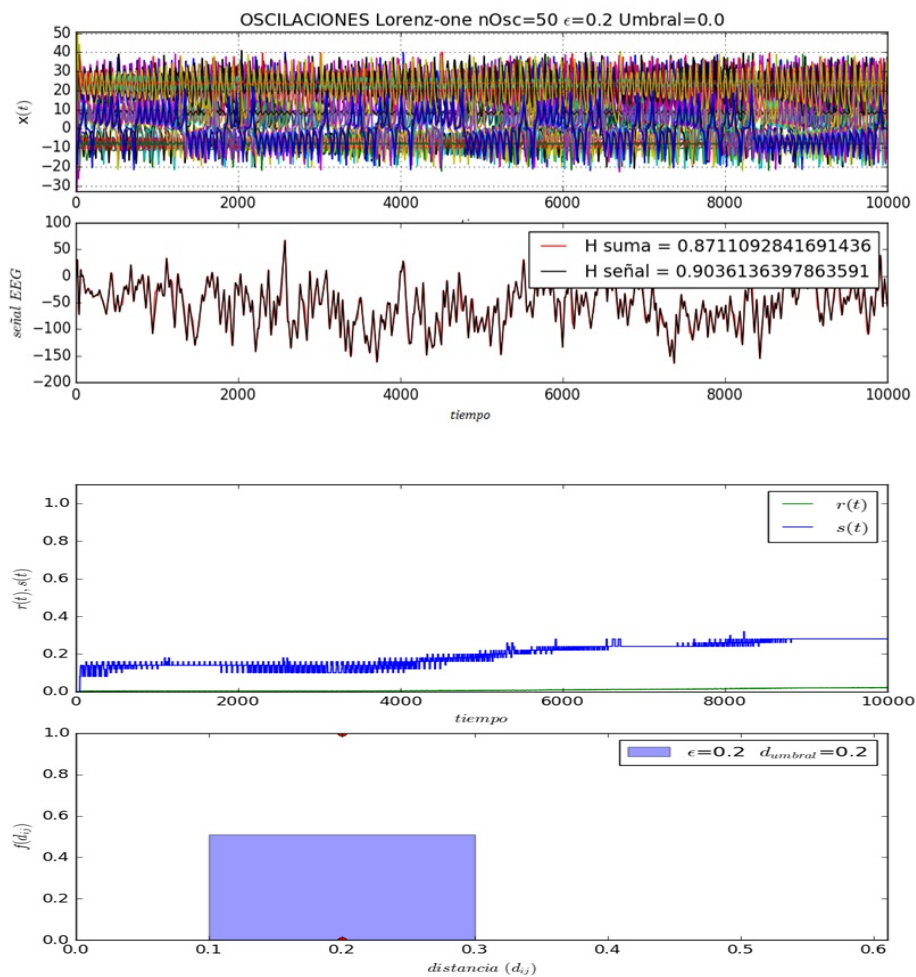 OSCILACIONES Lorenz-one nOsc=50 ϵ=0.2 Umbral=0.0
50
40
30
20
10
0
−10
−20
−30
x(t)
0 2000 4000 6000 8000 10000
100
50
0
−50
−100
−150
−200
señal EEG
H suma = 0.8711092841691436
H señal = 0.9036136397863591
0 2000 4000 6000 8000 10000
tiempo
1.0
0.8
0.6
0.4
0.2
0.0
r(t), s(t)
r(t)
s(t)
0 2000 4000 6000 8000 10000
tiempo
1.0
0.8
0.6
0.4
0.2
0.0
f(d_ij)
ϵ=0.2 d_umbral=0.2
0.0 0.1 0.2 0.3 0.4 0.5 0.6
distancia (d_ij)